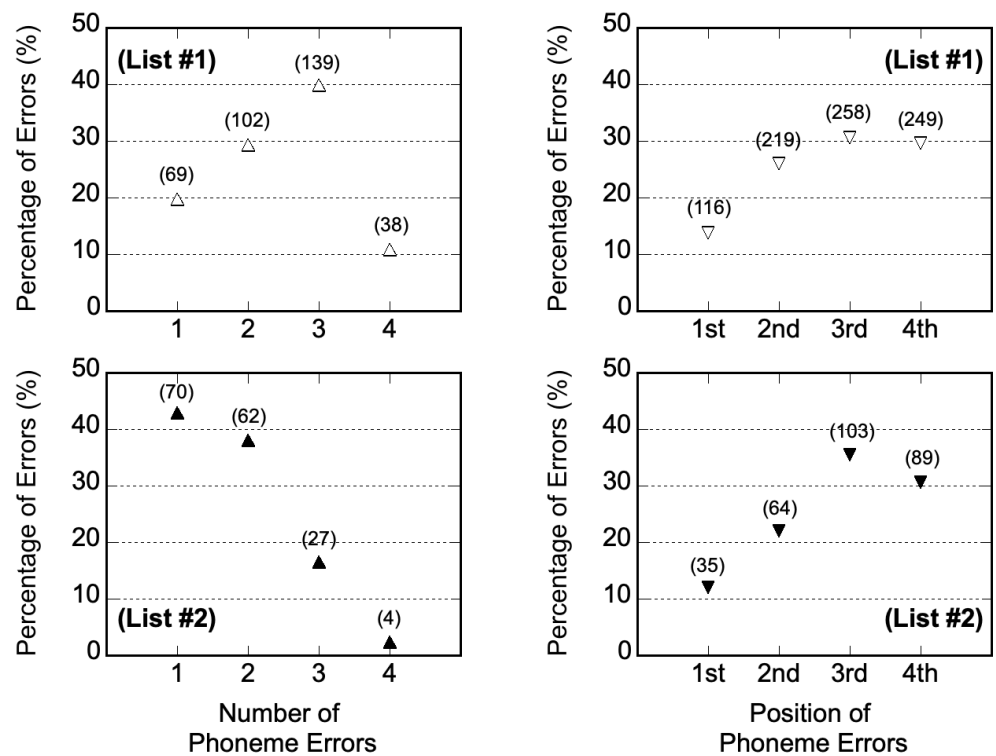 Percentage of Errors (%)
50
40
30
20
10
0
(List #1)
(69)
(102)
(139)
(38)
1 2 3 4
Percentage of Errors (%)
50
40
30
20
10
0
(List #1)
(116)
(219)
(258)
(249)
1st 2nd 3rd 4th
Percentage of Errors (%)
50
40
30
20
10
0
(70)
(62)
(27)
(4)
(List #2)
1 2 3 4
Number of
Phoneme Errors
Percentage of Errors (%)
50
40
30
20
10
0
(35)
(64)
(103)
(89)
(List #2)
1st 2nd 3rd 4th
Position of
Phoneme Errors